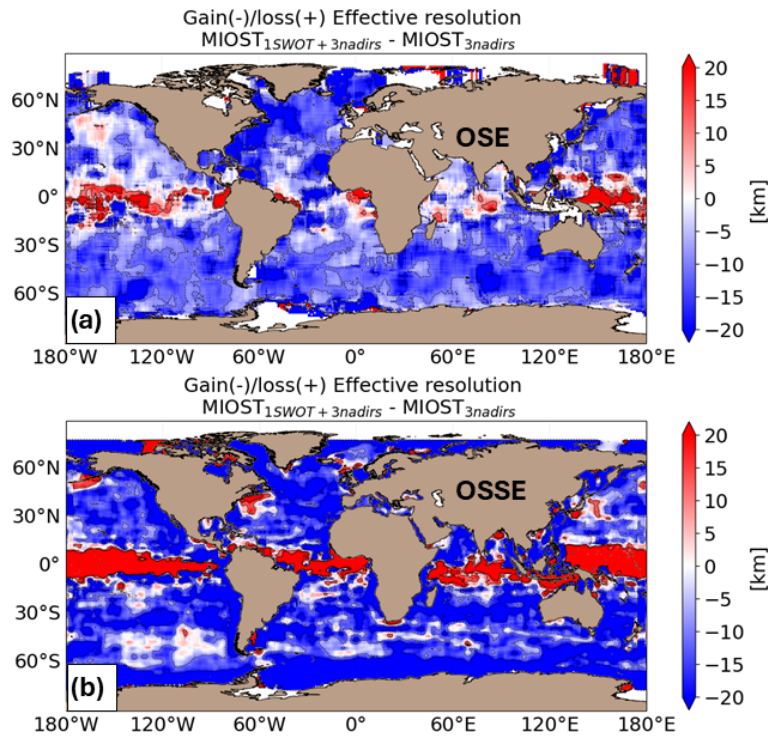 Gain(-)/loss(+) Effective resolution
MIOST1SWOT+3nadirs - MIOST3nadirs
60°N
30°N
0°
30°S
60°S
OSE
(a)
180°W 120°W 60°W 0° 60°E 120°E 180°E
20
15
10
5
0
−5
−10
−15
−20
[km]
Gain(-)/loss(+) Effective resolution
MIOST1SWOT+3nadirs - MIOST3nadirs
60°N
30°N
0°
30°S
60°S
OSSE
(b)
180°W 120°W 60°W 0° 60°E 120°E 180°E
20
15
10
5
0
−5
−10
−15
−20
[km]